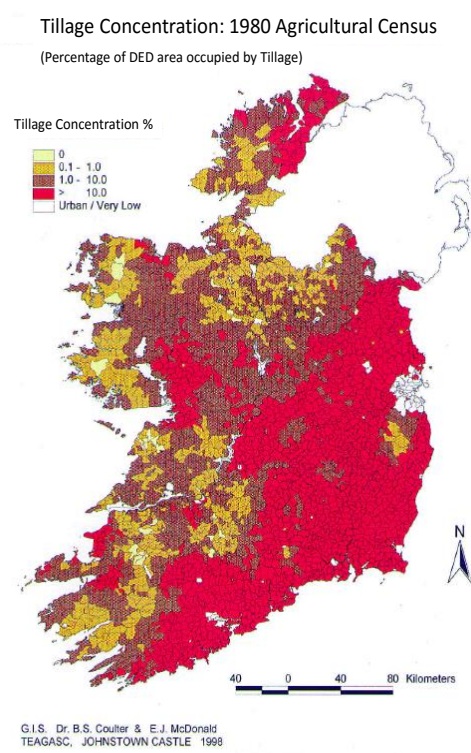 Tillage Concentration: 1980 Agricultural Census
(Percentage of DED area occupied by Tillage)
Tillage Concentration %
0
0.1 - 1.0
1.0 - 10.0
> 10.0
Urban / Very Low
N
40 0 40 80 Kilometers
G.I.S. Dr. B.S. Coulter & E.J. McDonald
TEAGASC, JOHNSTOWN CASTLE 1998